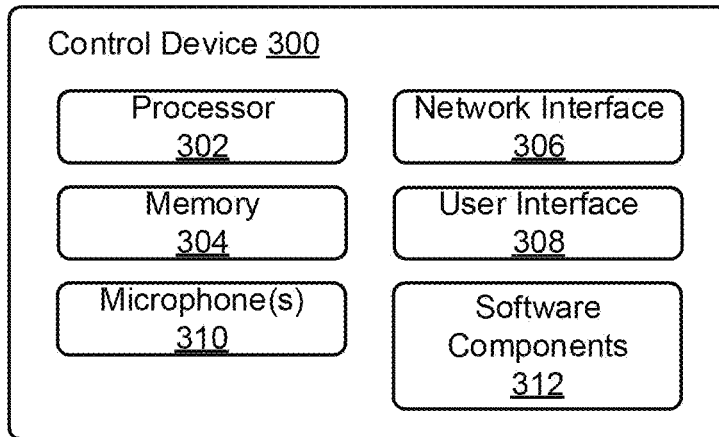 Control Device 300
Processor
302
Network Interface
306
Memory
304
User Interface
308
Microphone(s)
310
Software
Components
312